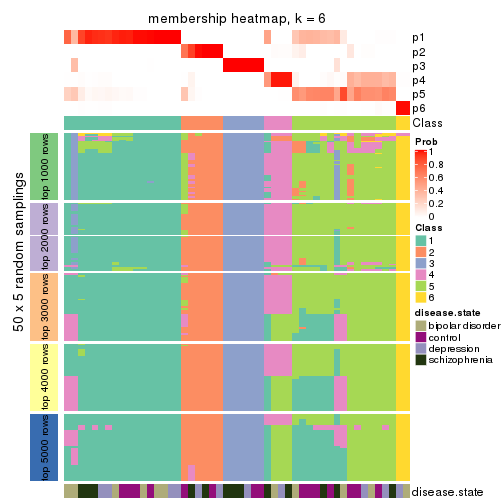 membership heatmap, k = 6
p1
p2
p3
p4
p5
p6
Class
Prob
1
0.8
0.6
0.4
0.2
0
Class
1
2
3
4
5
6
disease.state
bipolar disorder
control
depression
schizophrenia
50 x 5 random samplings
top 1000 rows
top 2000 rows
top 3000 rows
top 4000 rows
top 5000 rows
disease.state